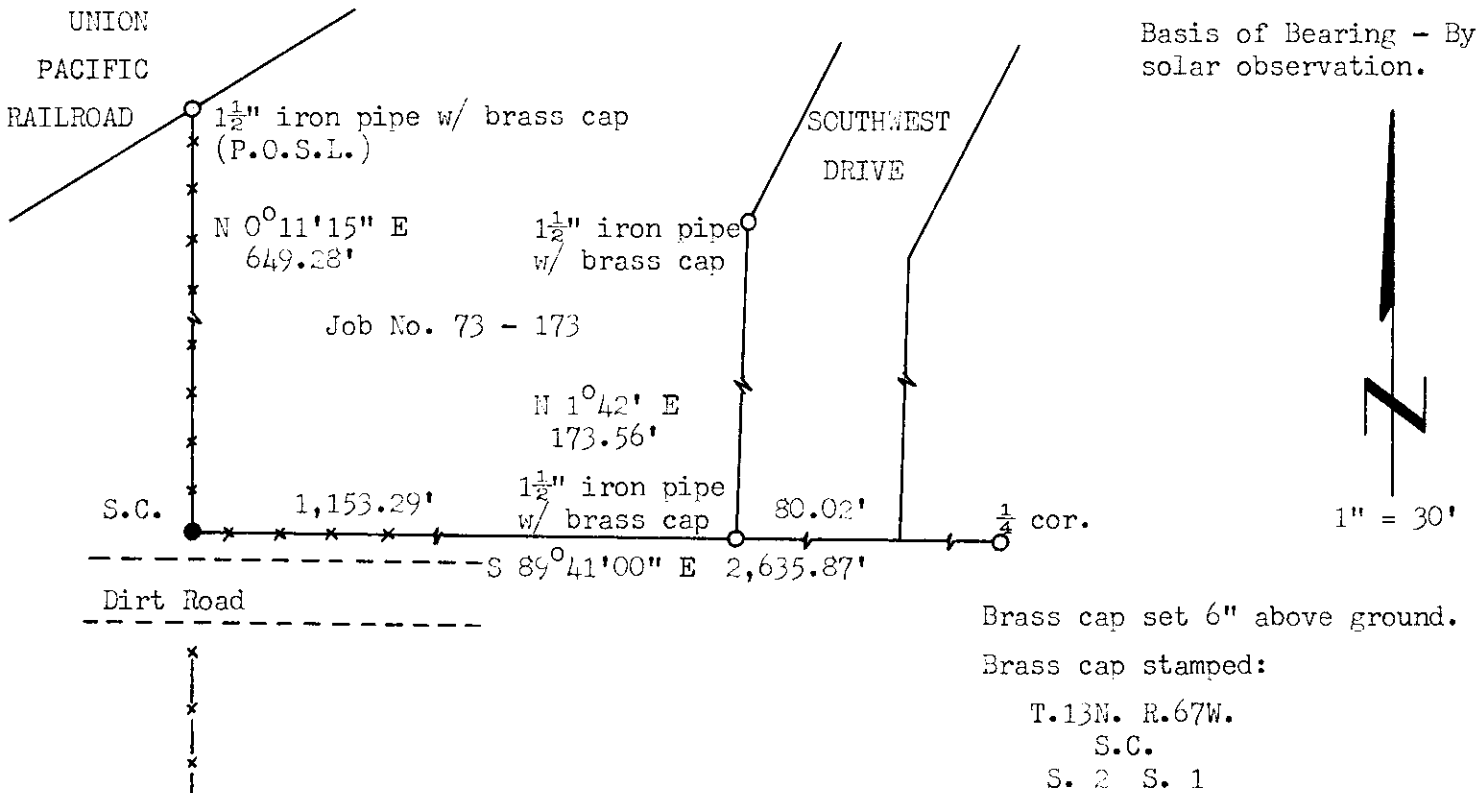 UNION
PACIFIC
RAILROAD
Basis of Bearing - By
solar observation.
1½" iron pipe w/ brass cap
(P.O.S.L.)
SOUTHWEST
DRIVE
N 0°11'15" E
649.28'
1½" iron pipe
w/ brass cap
Job No. 73 - 173
N 1°42' E
173.56'
S.C.
1,153.29'
1½" iron pipe
w/ brass cap
80.02'
¼ cor.
1" = 30'
S 89°41'00" E 2,635.87'
Dirt Road
Brass cap set 6" above ground.
Brass cap stamped:
T.13N. R.67W.
S.C.
S. 2 S. 1